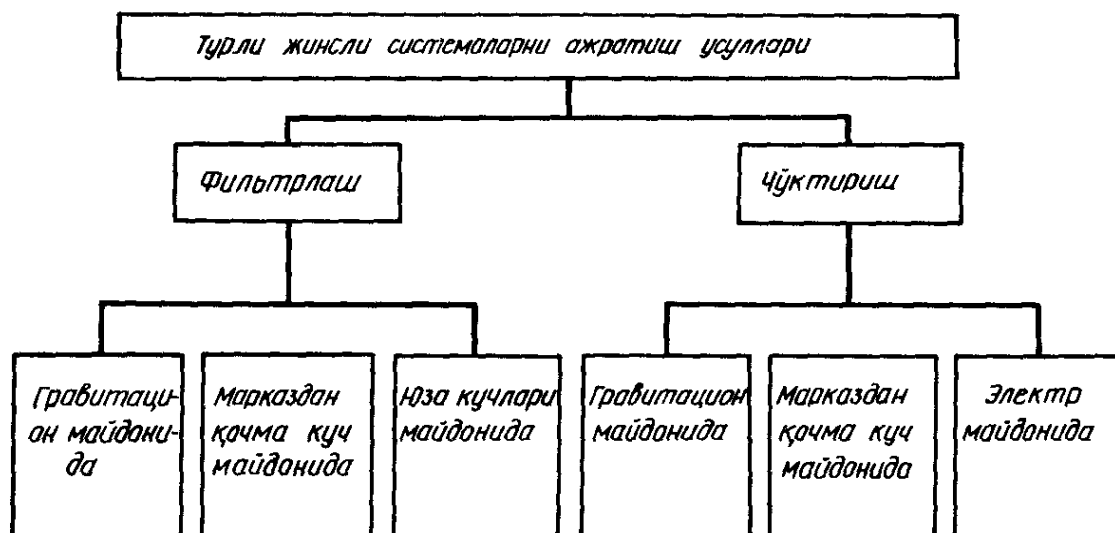 Турли жинсли системаларни ажратиш усуллари
Фильтрлаш
Чўктириш
Гравитаци-
он майдони-
да
Марказдан
қочма куч
майдонида
Юза кучлари
майдонида
Гравитацион
майдонида
Марказдан
қочма куч
майдонида
Электр
майдонида